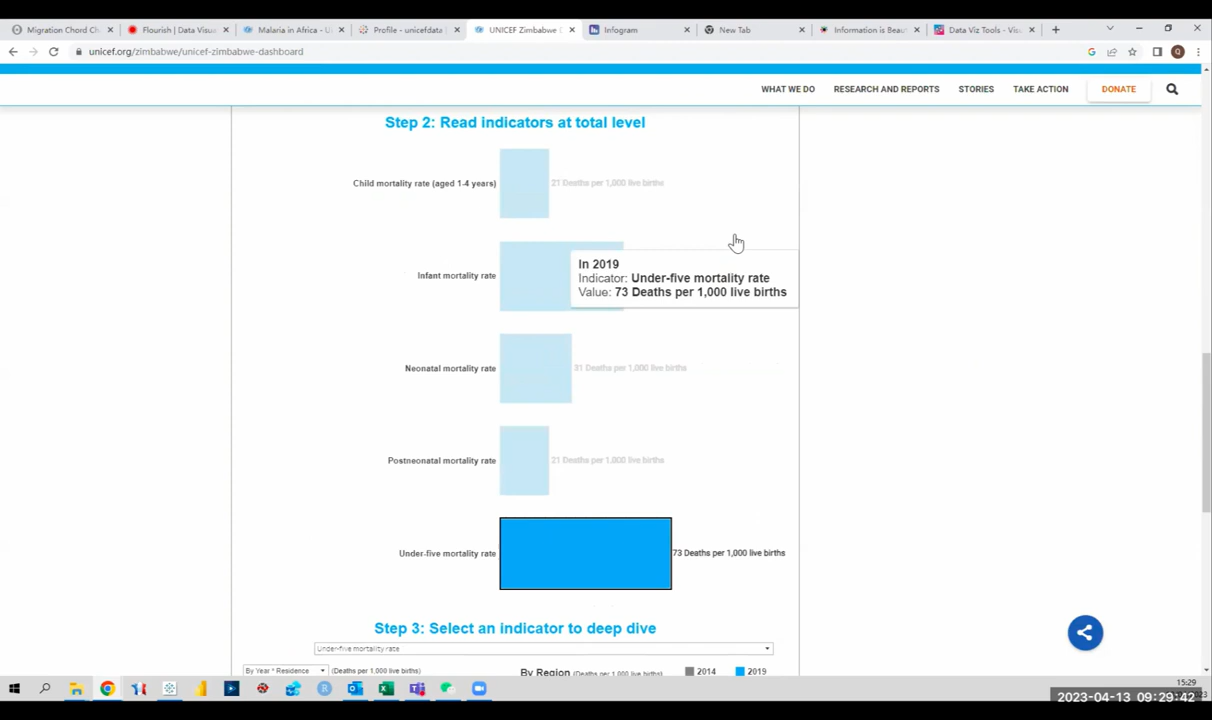 Migration Chord Ch
Flourish | Data Visua
Malaria in Africa - Un
Profile - unicefdata |
UNICEF Zimbabwe D
Infogram
New Tab
Information is Beau
Data Viz Tools - Visu
unicef.org/zimbabwe/unicef-zimbabwe-dashboard
WHAT WE DO
RESEARCH AND REPORTS
STORIES
TAKE ACTION
DONATE
Step 2: Read indicators at total level
Child mortality rate (aged 1-4 years)
21 Deaths per 1,000 live births
Infant mortality rate
In 2019
Indicator: Under-five mortality rate
Value: 73 Deaths per 1,000 live births
Neonatal mortality rate
31 Deaths per 1,000 live births
Postneonatal mortality rate
21 Deaths per 1,000 live births
Under-five mortality rate
73 Deaths per 1,000 live births
Step 3: Select an indicator to deep dive
Under-five mortality rate
By Year * Residence
(Deaths per 1,000 live births)
By Region (Deaths per 1,000 live births)
2014
2019
15:29
2023-04-13 09:29:42